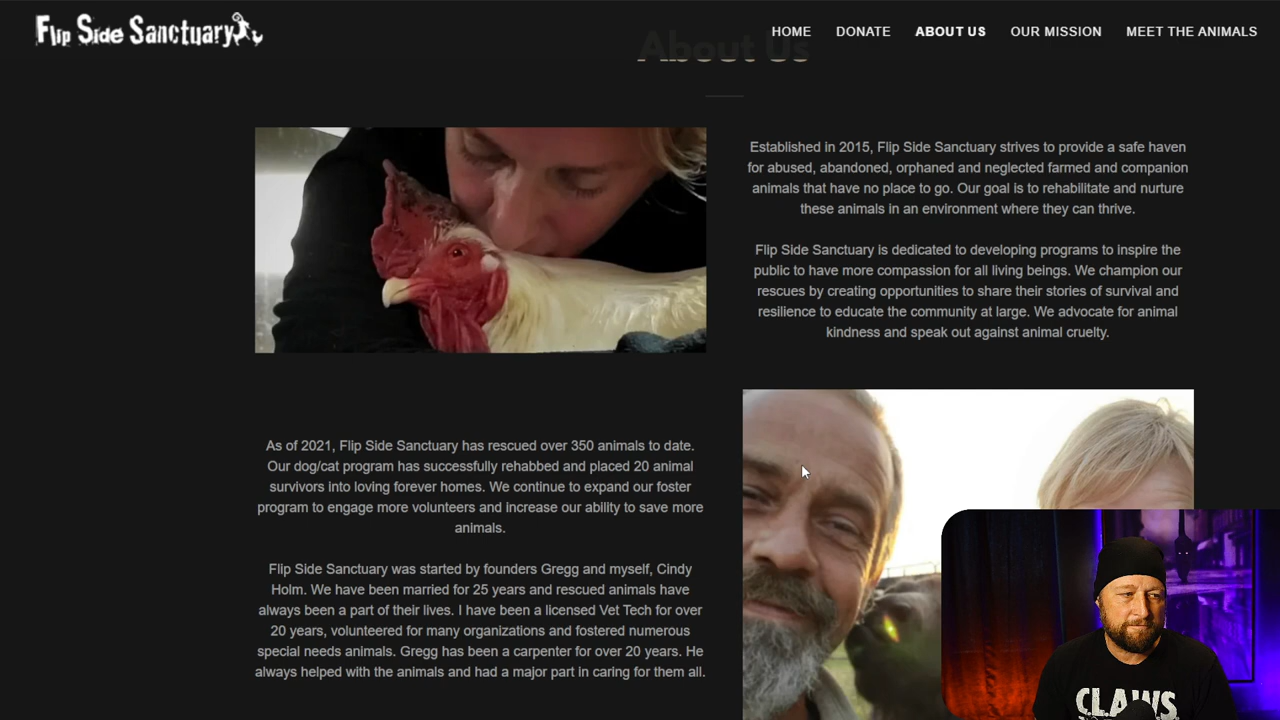 Flip Side Sanctuary
HOME DONATE ABOUT US OUR MISSION MEET THE ANIMALS
About Us
Established in 2015, Flip Side Sanctuary strives to provide a safe haven
for abused, abandoned, orphaned and neglected farmed and companion
animals that have no place to go. Our goal is to rehabilitate and nurture
these animals in an environment where they can thrive.
Flip Side Sanctuary is dedicated to developing programs to inspire the
public to have more compassion for all living beings. We champion our
rescues by creating opportunities to share their stories of survival and
resilience to educate the community at large. We advocate for animal
kindness and speak out against animal cruelty.
As of 2021, Flip Side Sanctuary has rescued over 350 animals to date.
Our dog/cat program has successfully rehabbed and placed 20 animal
survivors into loving forever homes. We continue to expand our foster
program to engage more volunteers and increase our ability to save more
animals.
Flip Side Sanctuary was started by founders Gregg and myself, Cindy
Holm. We have been married for 25 years and rescued animals have
always been a part of their lives. I have been a licensed Vet Tech for over
20 years, volunteered for many organizations and fostered numerous
special needs animals. Gregg has been a carpenter for over 20 years. He
always helped with the animals and had a major part in caring for them all.
CLAWS